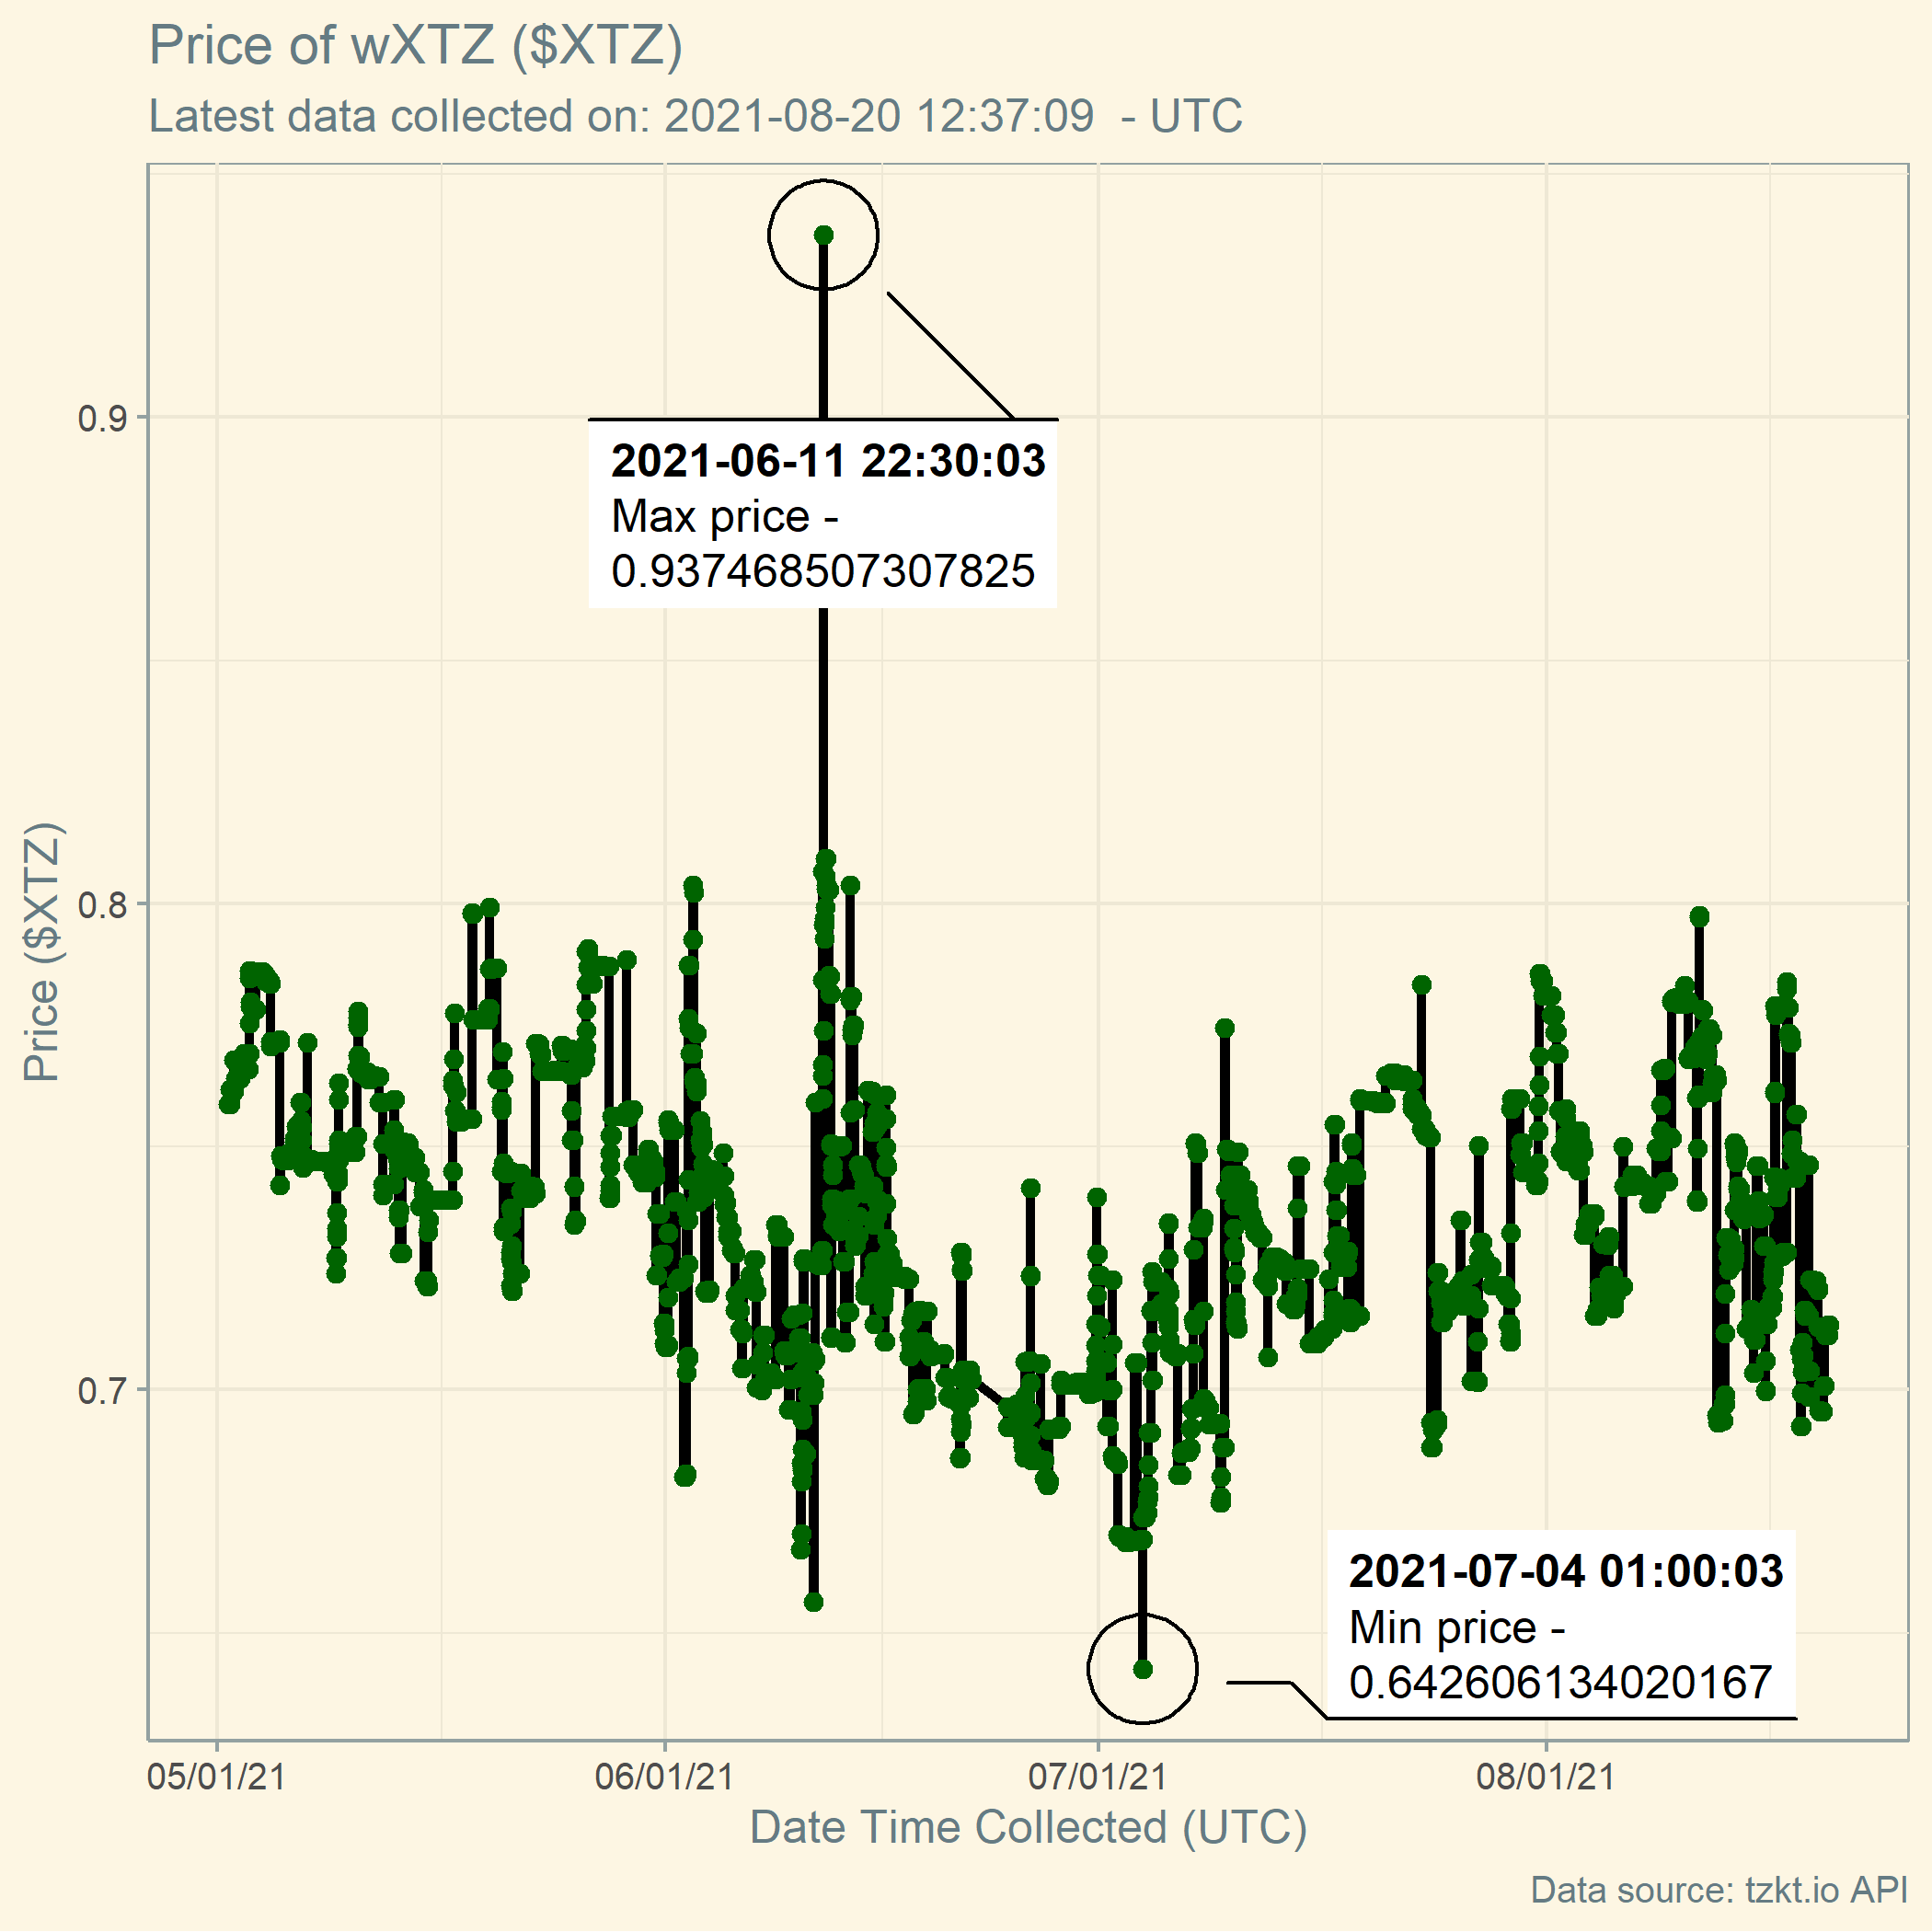 Price of wXTZ ($XTZ)
Latest data collected on: 2021-08-20 12:37:09  - UTC
Price ($XTZ)
0.9
0.8
0.7
2021-06-11 22:30:03
Max price -
0.937468507307825
2021-07-04 01:00:03
Min price -
0.642606134020167
05/01/21
06/01/21
07/01/21
08/01/21
Date Time Collected (UTC)
Data source: tzkt.io API